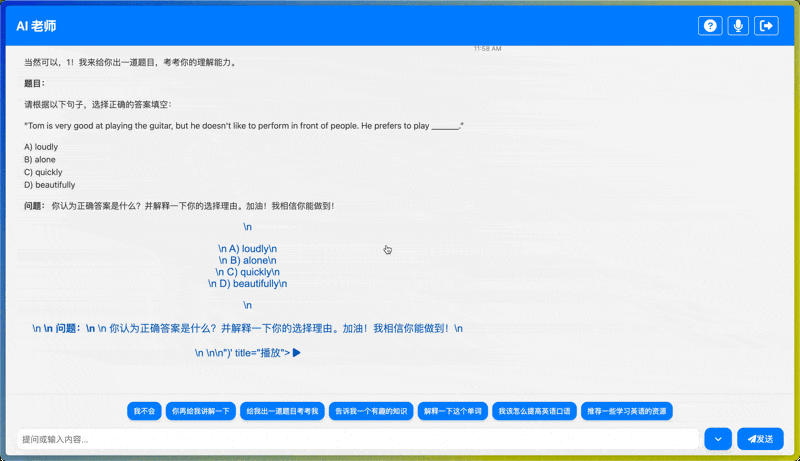 AI 老师
11:58 AM
当然可以，1！我来给你出一道题目，考考你的理解能力。
题目：
请根据以下句子，选择正确的答案填空：
"Tom is very good at playing the guitar, but he doesn't like to perform in front of people. He prefers to play ______."
A) loudly
B) alone
C) quickly
D) beautifully
问题： 你认为正确答案是什么？并解释一下你的选择理由。加油！我相信你能做到！
\n
\n A) loudly\n
\n B) alone\n
\n C) quickly\n
\n D) beautifully\n
\n
\n \n 问题：\n \n 你认为正确答案是什么？并解释一下你的选择理由。加油！我相信你能做到！\n
\n \n\n")' title="播放">
我不会
你再给我讲解一下
给我出一道题目考考我
告诉我一个有趣的知识
解释一下这个单词
我该怎么提高英语口语
推荐一些学习英语的资源
提问或输入内容...
发送